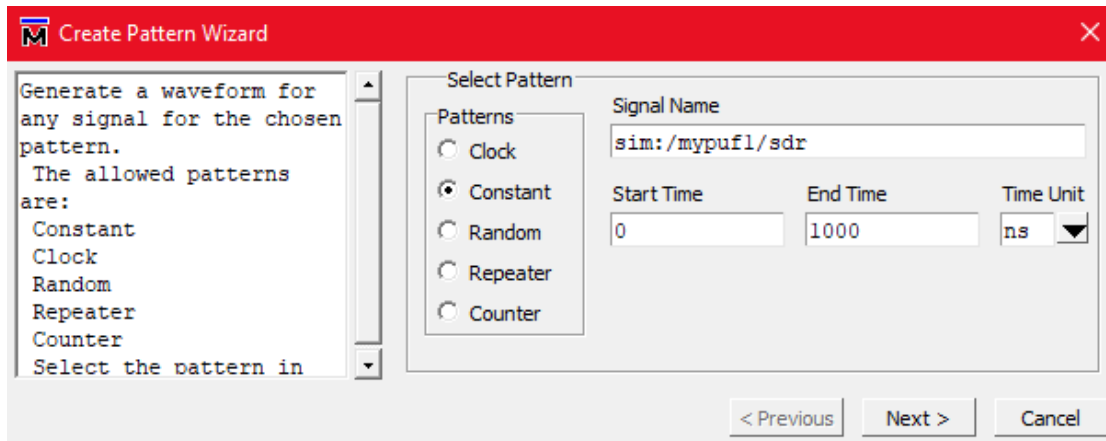 Create Pattern Wizard
Generate a waveform for
any signal for the chosen
pattern.
The allowed patterns
are:
Constant
Clock
Random
Repeater
Counter
Select the pattern in
Select Pattern
Patterns
Clock
Constant
Random
Repeater
Counter
Signal Name
sim:/mypufl/sdr
Start Time End Time Time Unit
0 1000 ns
< Previous Next > Cancel